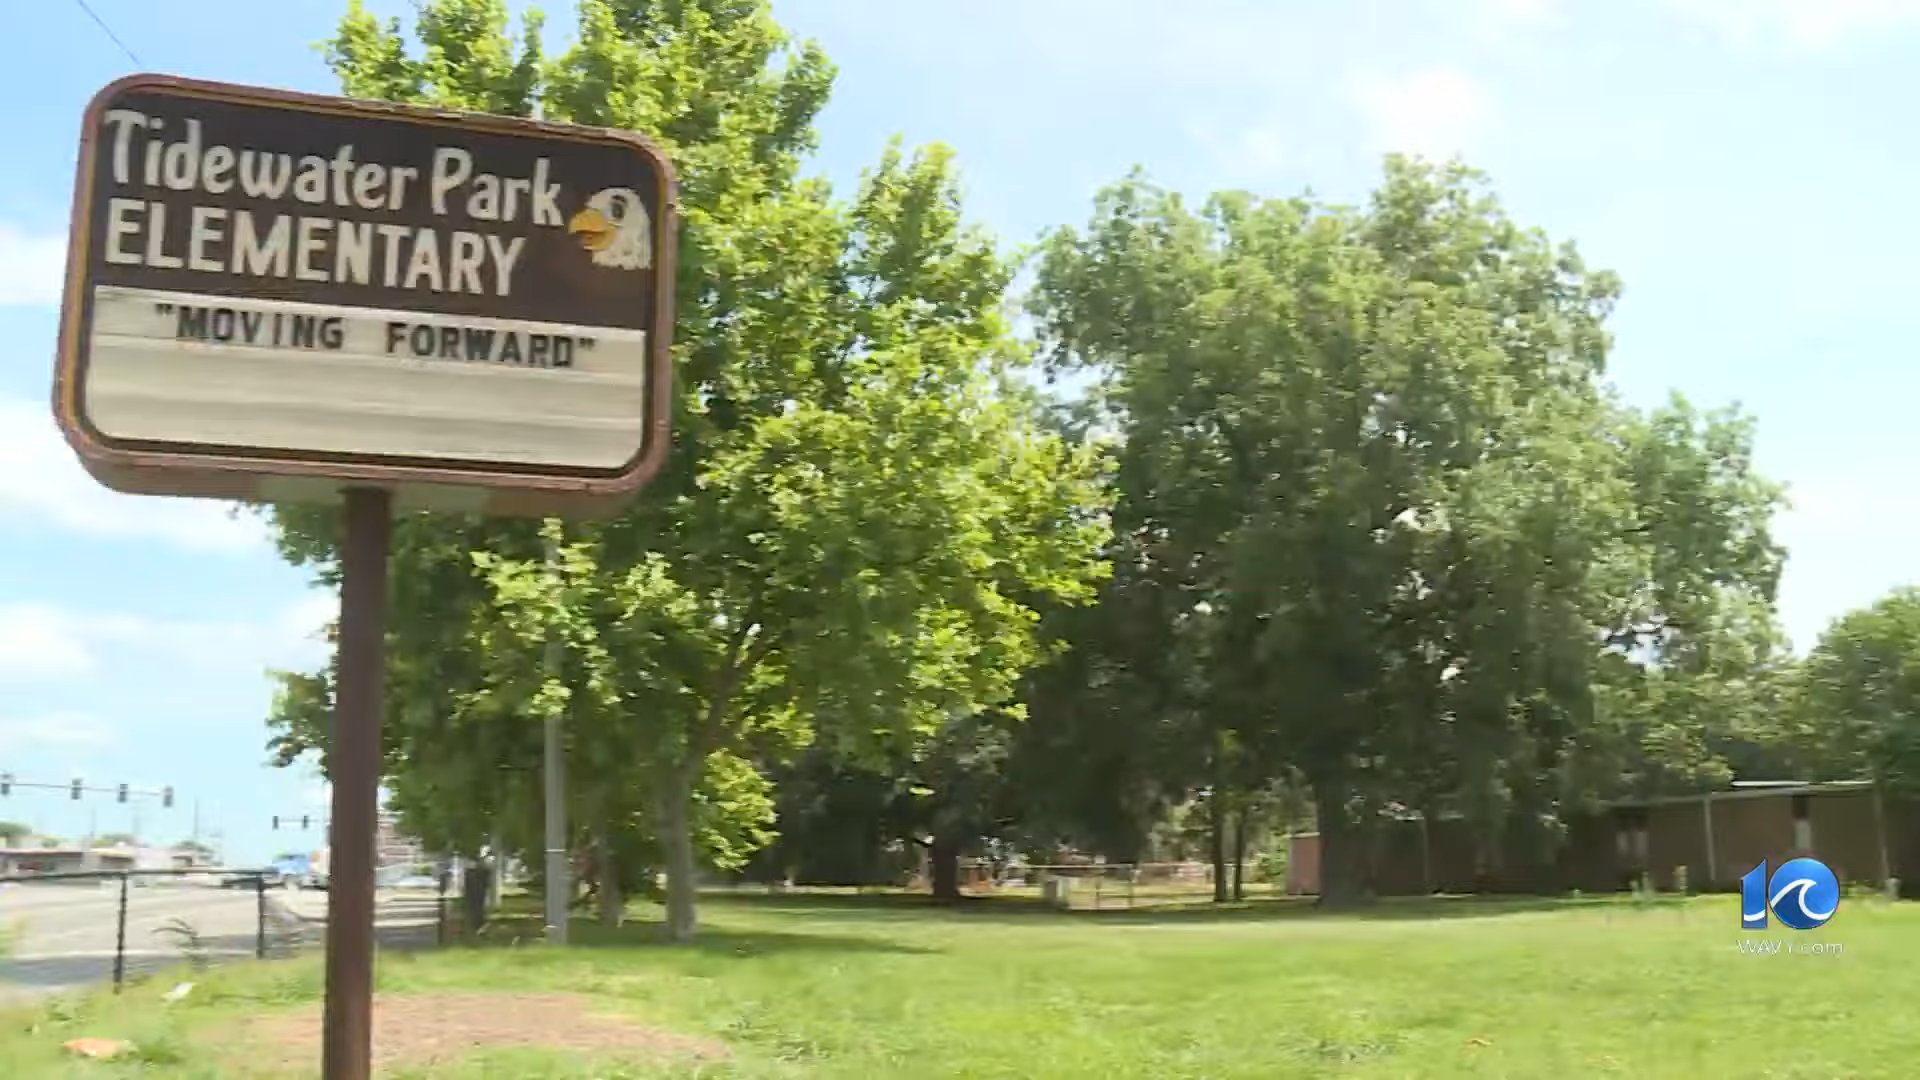 Tidewater Park
ELEMENTARY
"MOVING FORWARD"
10
WAVY.com